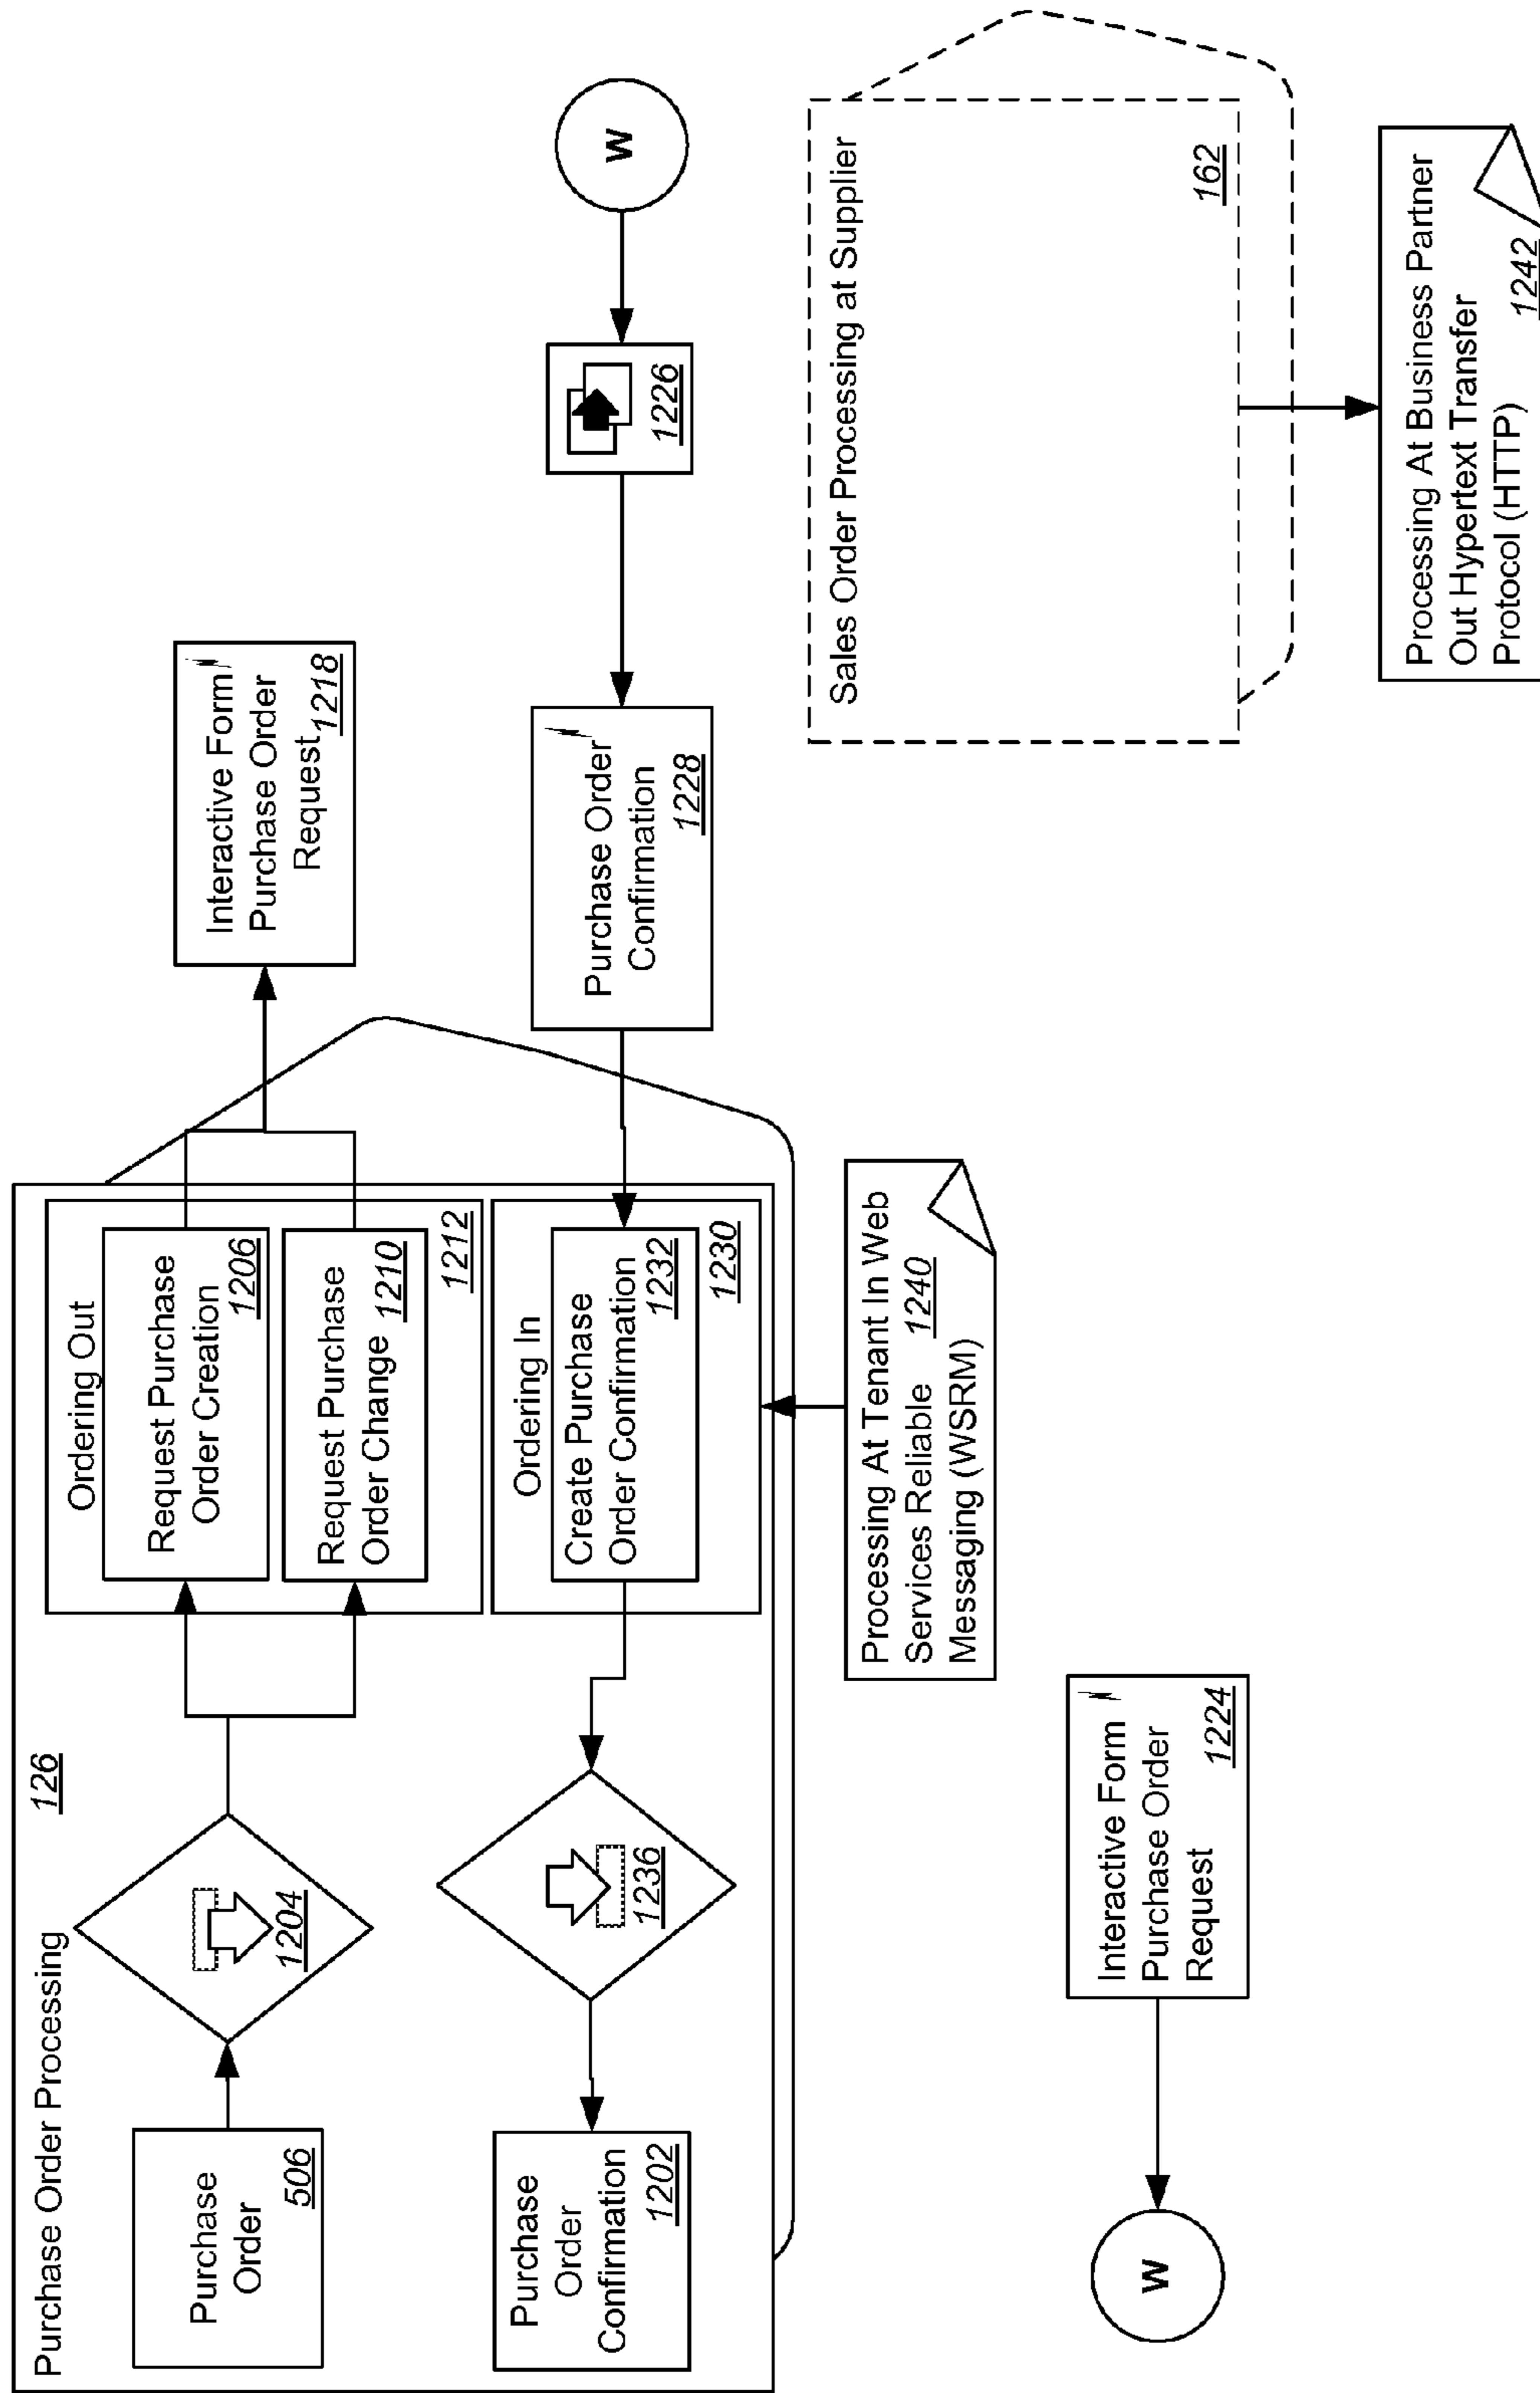 Purchase Order Processing
126
Purchase
Order
506
1204
Ordering Out
Request Purchase
Order Creation
1206
Request Purchase
Order Change 1210
1212
Interactive Form
Purchase Order
Request
1218
Purchase
Order
Confirmation
1202
1236
Ordering In
Create Purchase
Order Confirmation
1232
1230
Purchase Order
Confirmation
1228
1226
W
Processing At Tenant In Web
Services Reliable 1240
Messaging (WSRM)
Sales Order Processing at Supplier
162
W
Interactive Form
Purchase Order
Request
1224
Processing At Business Partner
Out Hypertext Transfer
Protocol (HTTP)
1242